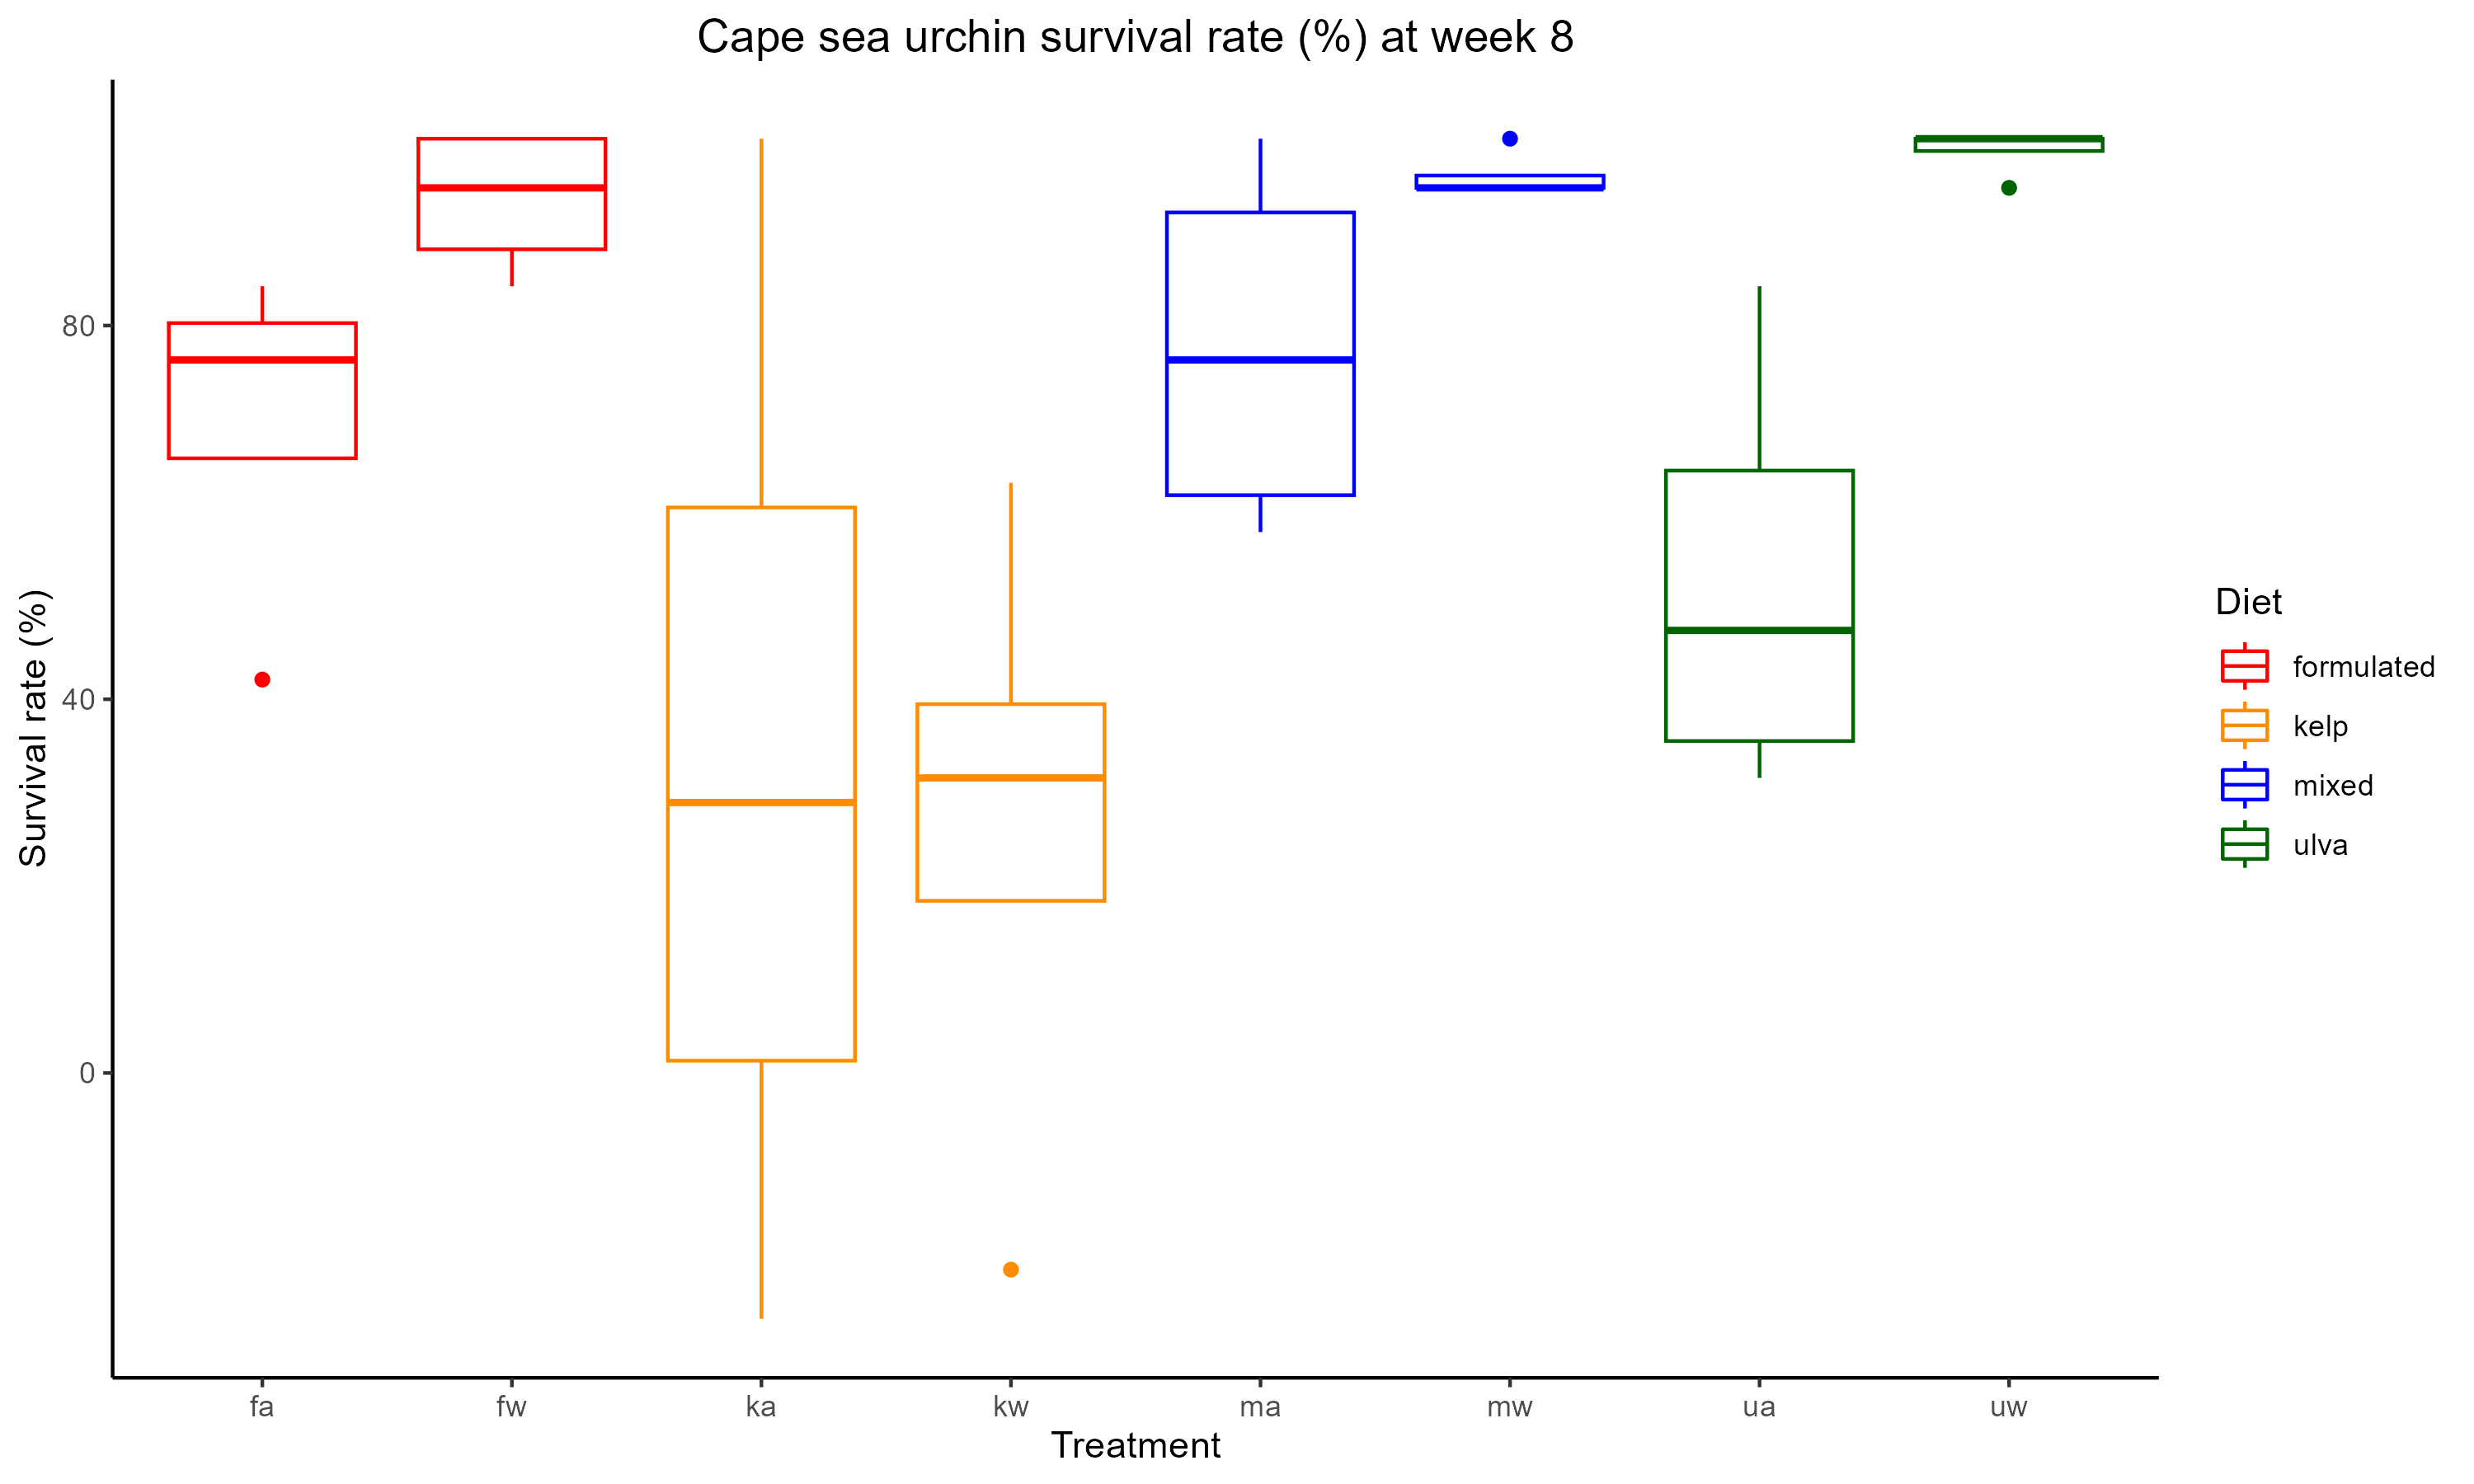 Cape sea urchin survival rate (%) at week 8
Survival rate (%)
80
40
0
fa fw ka kw ma mw ua uw
Treatment
Diet
formulated
kelp
mixed
ulva